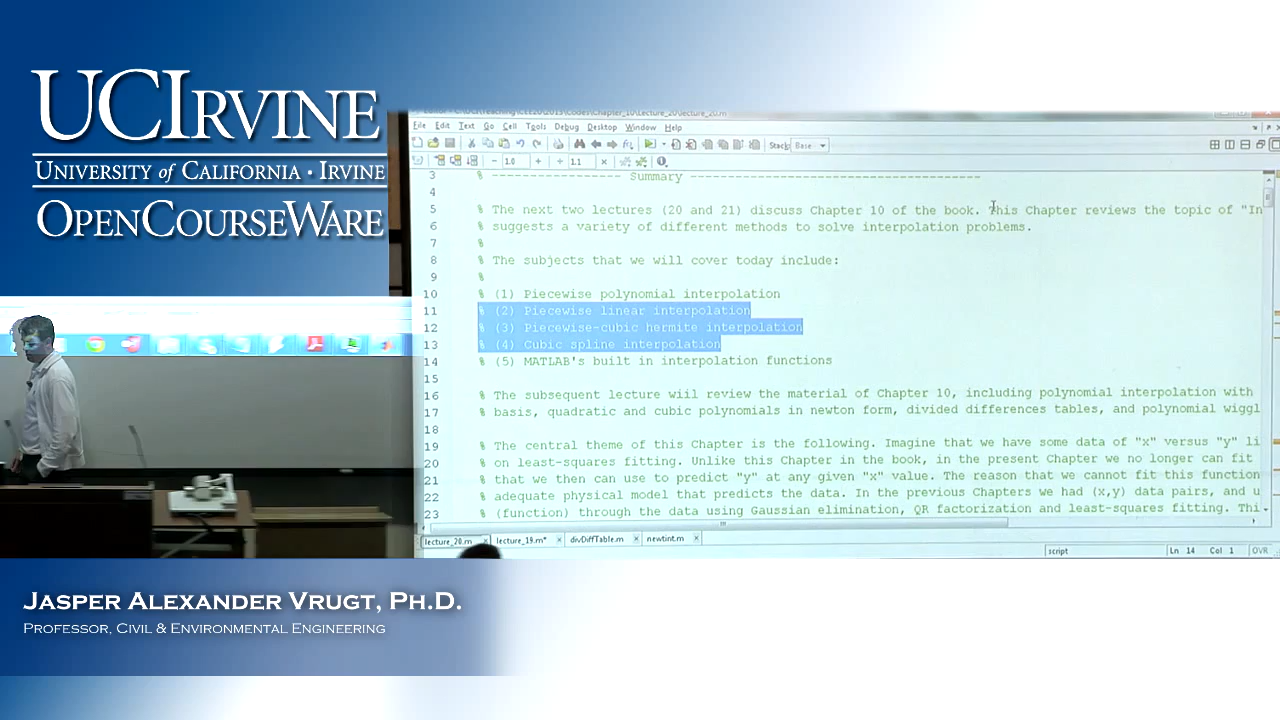 UCIRVINE
UNIVERSITY of CALIFORNIA · IRVINE
OPENCOURSEWARE
File Edit Text Go Cell Tools Debug Desktop Window Help
Stack: Base
1.0 + ÷ 1.1 ×
3 % ----------------- Summary ----------------------------------
4
5 % The next two lectures (20 and 21) discuss Chapter 10 of the book. This Chapter reviews the topic of "In
6 % suggests a variety of different methods to solve interpolation problems.
7 %
8 % The subjects that we will cover today include:
9 %
10 % (1) Piecewise polynomial interpolation
11 % (2) Piecewise linear interpolation
12 % (3) Piecewise-cubic hermite interpolation
13 % (4) Cubic spline interpolation
14 % (5) MATLAB's built in interpolation functions
15
16 % The subsequent lecture wiil review the material of Chapter 10, including polynomial interpolation with
17 % basis, quadratic and cubic polynomials in newton form, divided differences tables, and polynomial wiggl
18
19 % The central theme of this Chapter is the following. Imagine that we have some data of "x" versus "y" li
20 % on least-squares fitting. Unlike this Chapter in the book, in the present Chapter we no longer can fit
21 % that we then can use to predict "y" at any given "x" value. The reason that we cannot fit this function
22 % adequate physical model that predicts the data. In the previous Chapters we had (x,y) data pairs, and u
23 % (function) through the data using Gaussian elimination, QR factorization and least-squares fitting. Thi
lecture_20.m × lecture_19.m* × divDiffTable.m × newtint.m ×
script Ln 14 Col 1 OVR
JASPER ALEXANDER VRUGT, PH.D.
PROFESSOR, CIVIL & ENVIRONMENTAL ENGINEERING